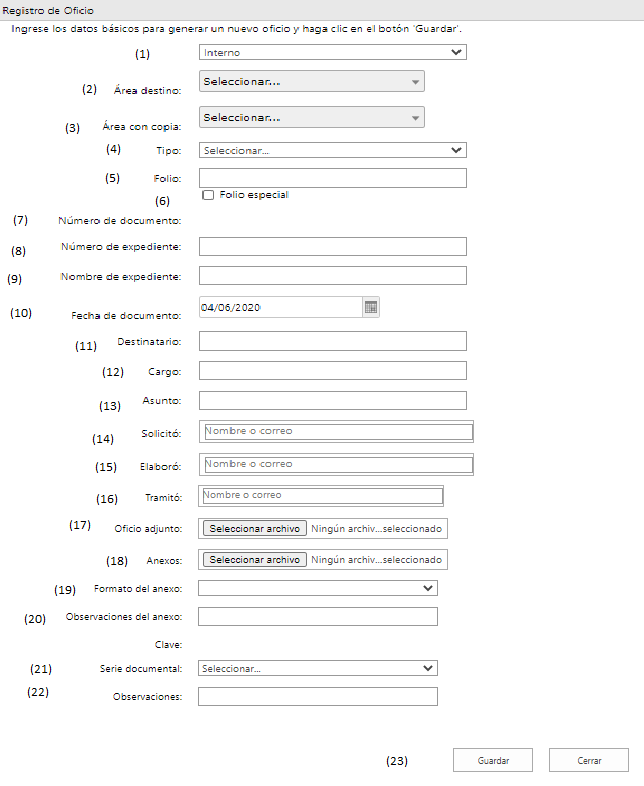 Registro de Oficio
Ingrese los datos básicos para generar un nuevo oficio y haga clic en el botón 'Guardar'.
(1) Interno
(2) Área destino: Seleccionar...
(3) Área con copia: Seleccionar...
(4) Tipo: Seleccionar...
(5) Folio:
(6) Folio especial
(7) Número de documento:
(8) Número de expediente:
(9) Nombre de expediente:
(10) Fecha de documento: 04/06/2020
(11) Destinatario:
(12) Cargo:
(13) Asunto:
(14) Solicitó: Nombre o correo
(15) Elaboró: Nombre o correo
(16) Tramitó: Nombre o correo
(17) Oficio adjunto: Seleccionar archivo Ningún archiv...seleccionado
(18) Anexos: Seleccionar archivo Ningún archiv...seleccionado
(19) Formato del anexo:
(20) Observaciones del anexo:
Clave:
(21) Serie documental: Seleccionar...
(22) Observaciones:
(23) Guardar Cerrar